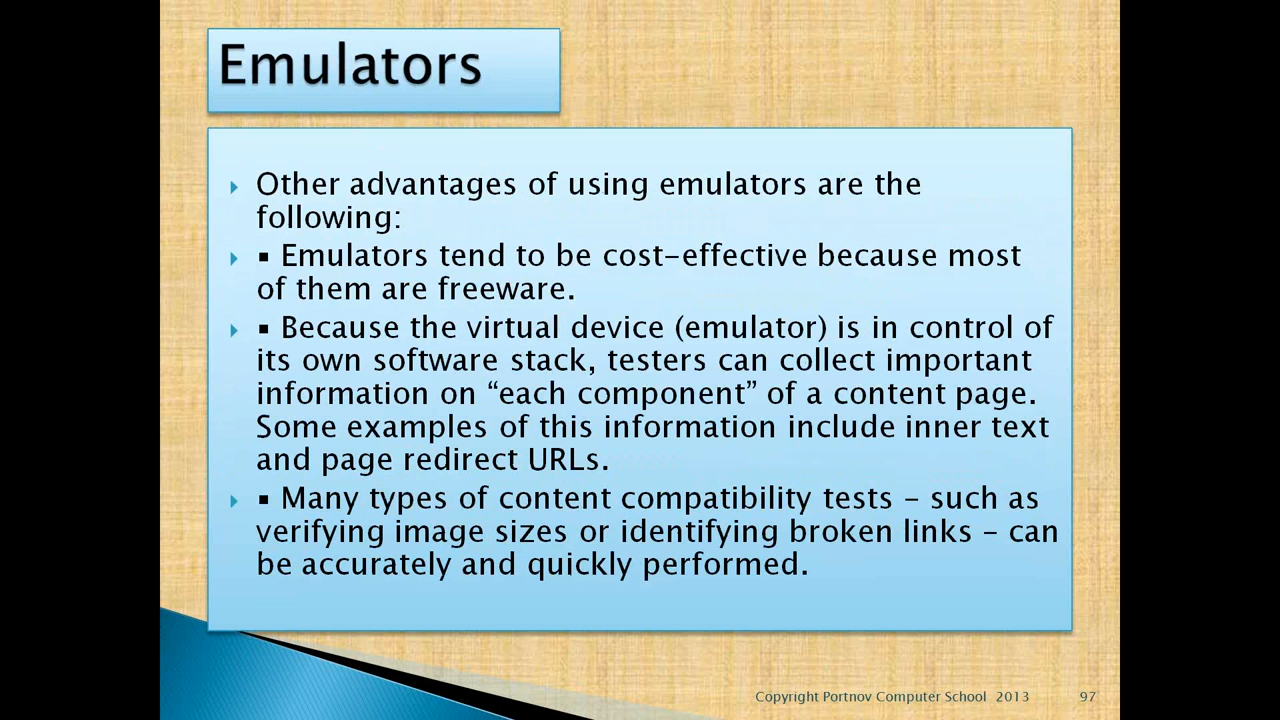 Emulators
Other advantages of using emulators are the
following:
▪ Emulators tend to be cost-effective because most
of them are freeware.
▪ Because the virtual device (emulator) is in control of
its own software stack, testers can collect important
information on “each component” of a content page.
Some examples of this information include inner text
and page redirect URLs.
▪ Many types of content compatibility tests – such as
verifying image sizes or identifying broken links – can
be accurately and quickly performed.
Copyright Portnov Computer School 2013 97